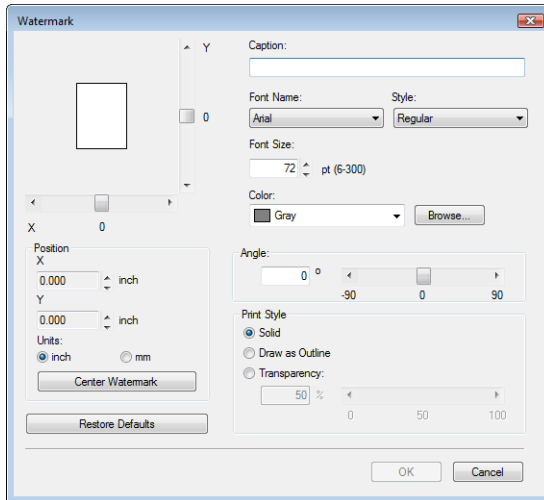 Watermark
Y
0
X 0
Position
X
0.000 inch
Y
0.000 inch
Units:
inch mm
Center Watermark
Restore Defaults
Caption:
Font Name: Style:
Arial Regular
Font Size:
72 pt (6-300)
Color:
Gray Browse...
Angle:
0 °
-90 0 90
Print Style
Solid
Draw as Outline
Transparency:
50 %
0 50 100
OK Cancel